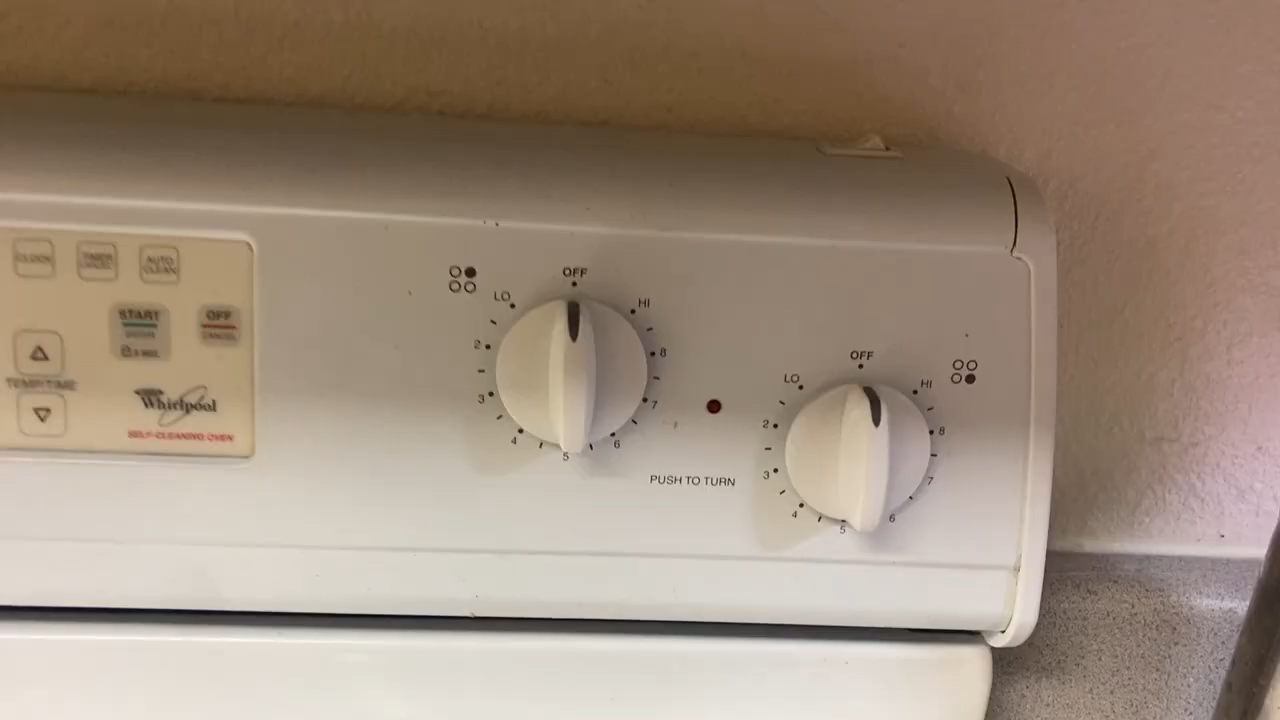 CLOCK
TIMER
CANCEL
AUTO
CLEAN
START
OFF
CANCEL
TEMP/TIME
Whirlpool
SELF-CLEANING OVEN
OFF
LO
HI
2
8
3
7
4
6
5
PUSH TO TURN
OFF
LO
HI
2
8
3
7
4
6
5